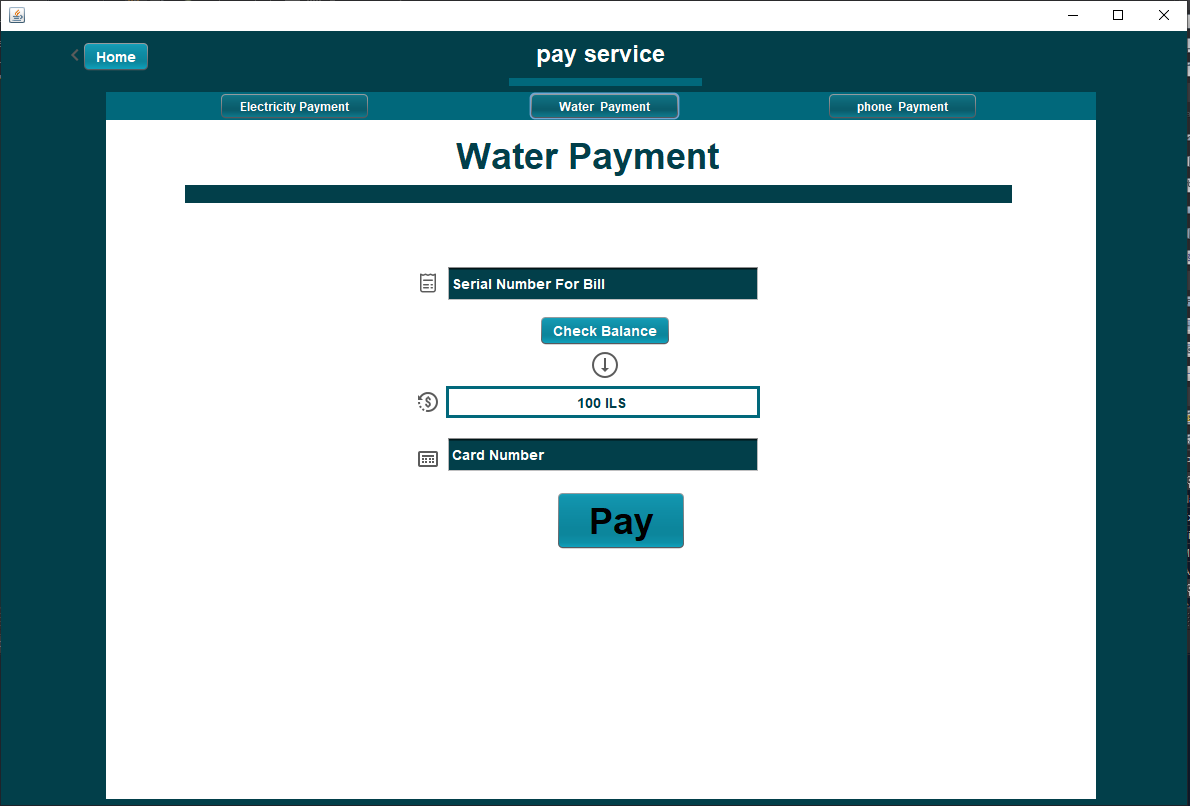 Home
pay service
Electricity Payment
Water Payment
phone Payment
Water Payment
Serial Number For Bill
Check Balance
100 ILS
Card Number
Pay